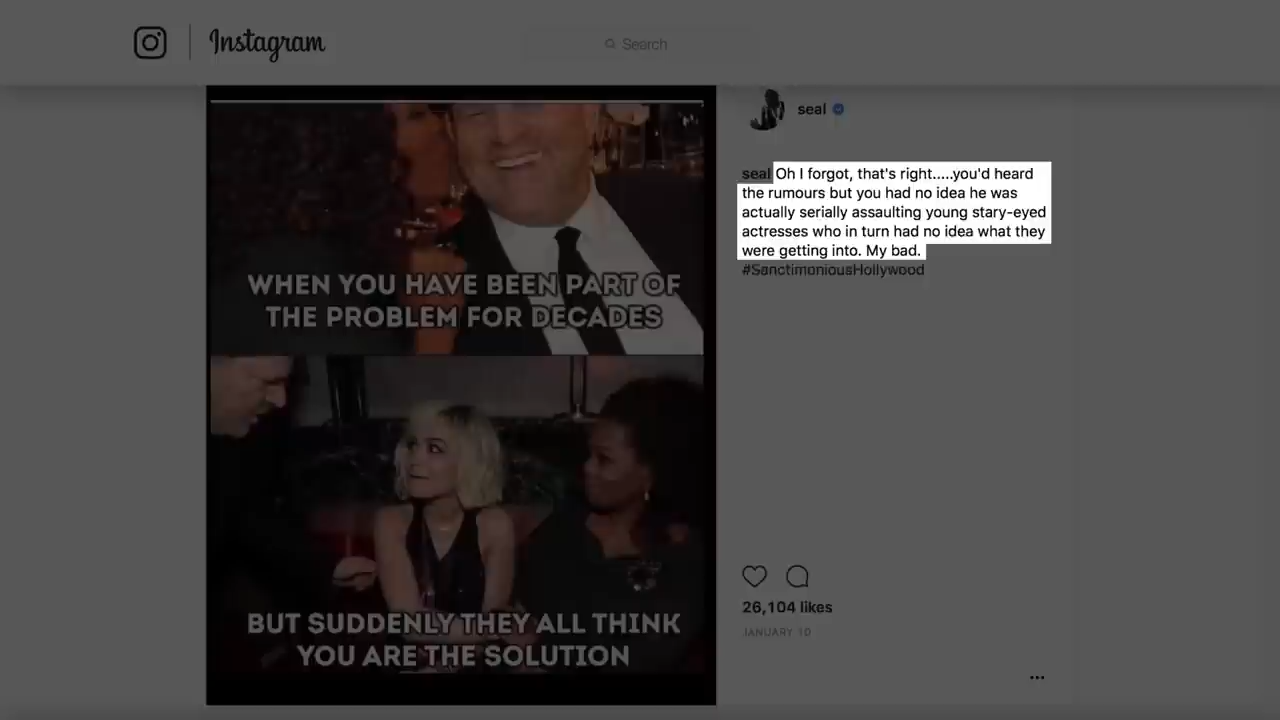 Instagram
Search
WHEN YOU HAVE BEEN PART OF
THE PROBLEM FOR DECADES
BUT SUDDENLY THEY ALL THINK
YOU ARE THE SOLUTION
seal
seal Oh I forgot, that's right.....you'd heard
the rumours but you had no idea he was
actually serially assaulting young stary-eyed
actresses who in turn had no idea what they
were getting into. My bad.
#SanctimoniousHollywood
26,104 likes
JANUARY 10